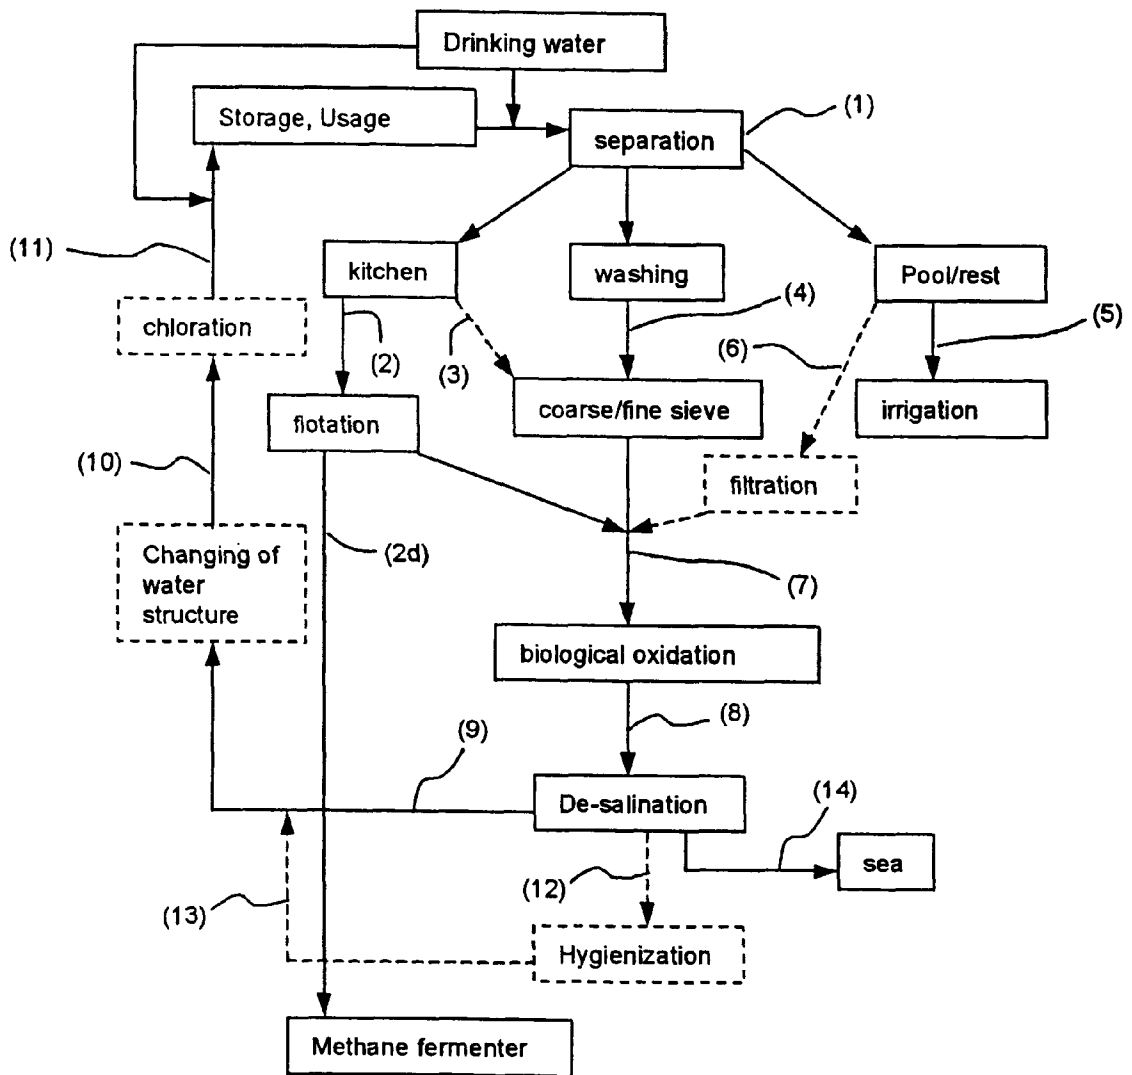 Drinking water
Storage, Usage
(1)
separation
(11)
kitchen
washing
Pool/rest
(4)
(5)
chloration
(2)
(3)
(6)
flotation
coarse/fine sieve
irrigation
(10)
filtration
(2d)
(7)
Changing of
water
structure
biological oxidation
(8)
(9)
De-salination
(14)
sea
(12)
(13)
Hygienization
Methane fermenter